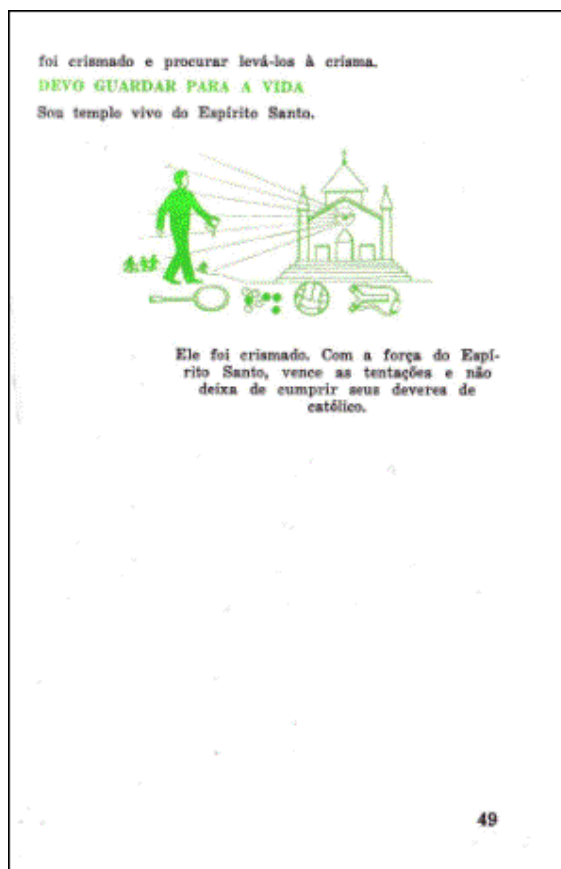 foi crismado e procurar levá-los à crisma.
DEVO GUARDAR PARA A VIDA
Sou templo vivo do Espírito Santo.
Ele foi crismado. Com a força do Espí-
rito Santo, vence as tentações e não
deixa de cumprir seus deveres de
católico.
49